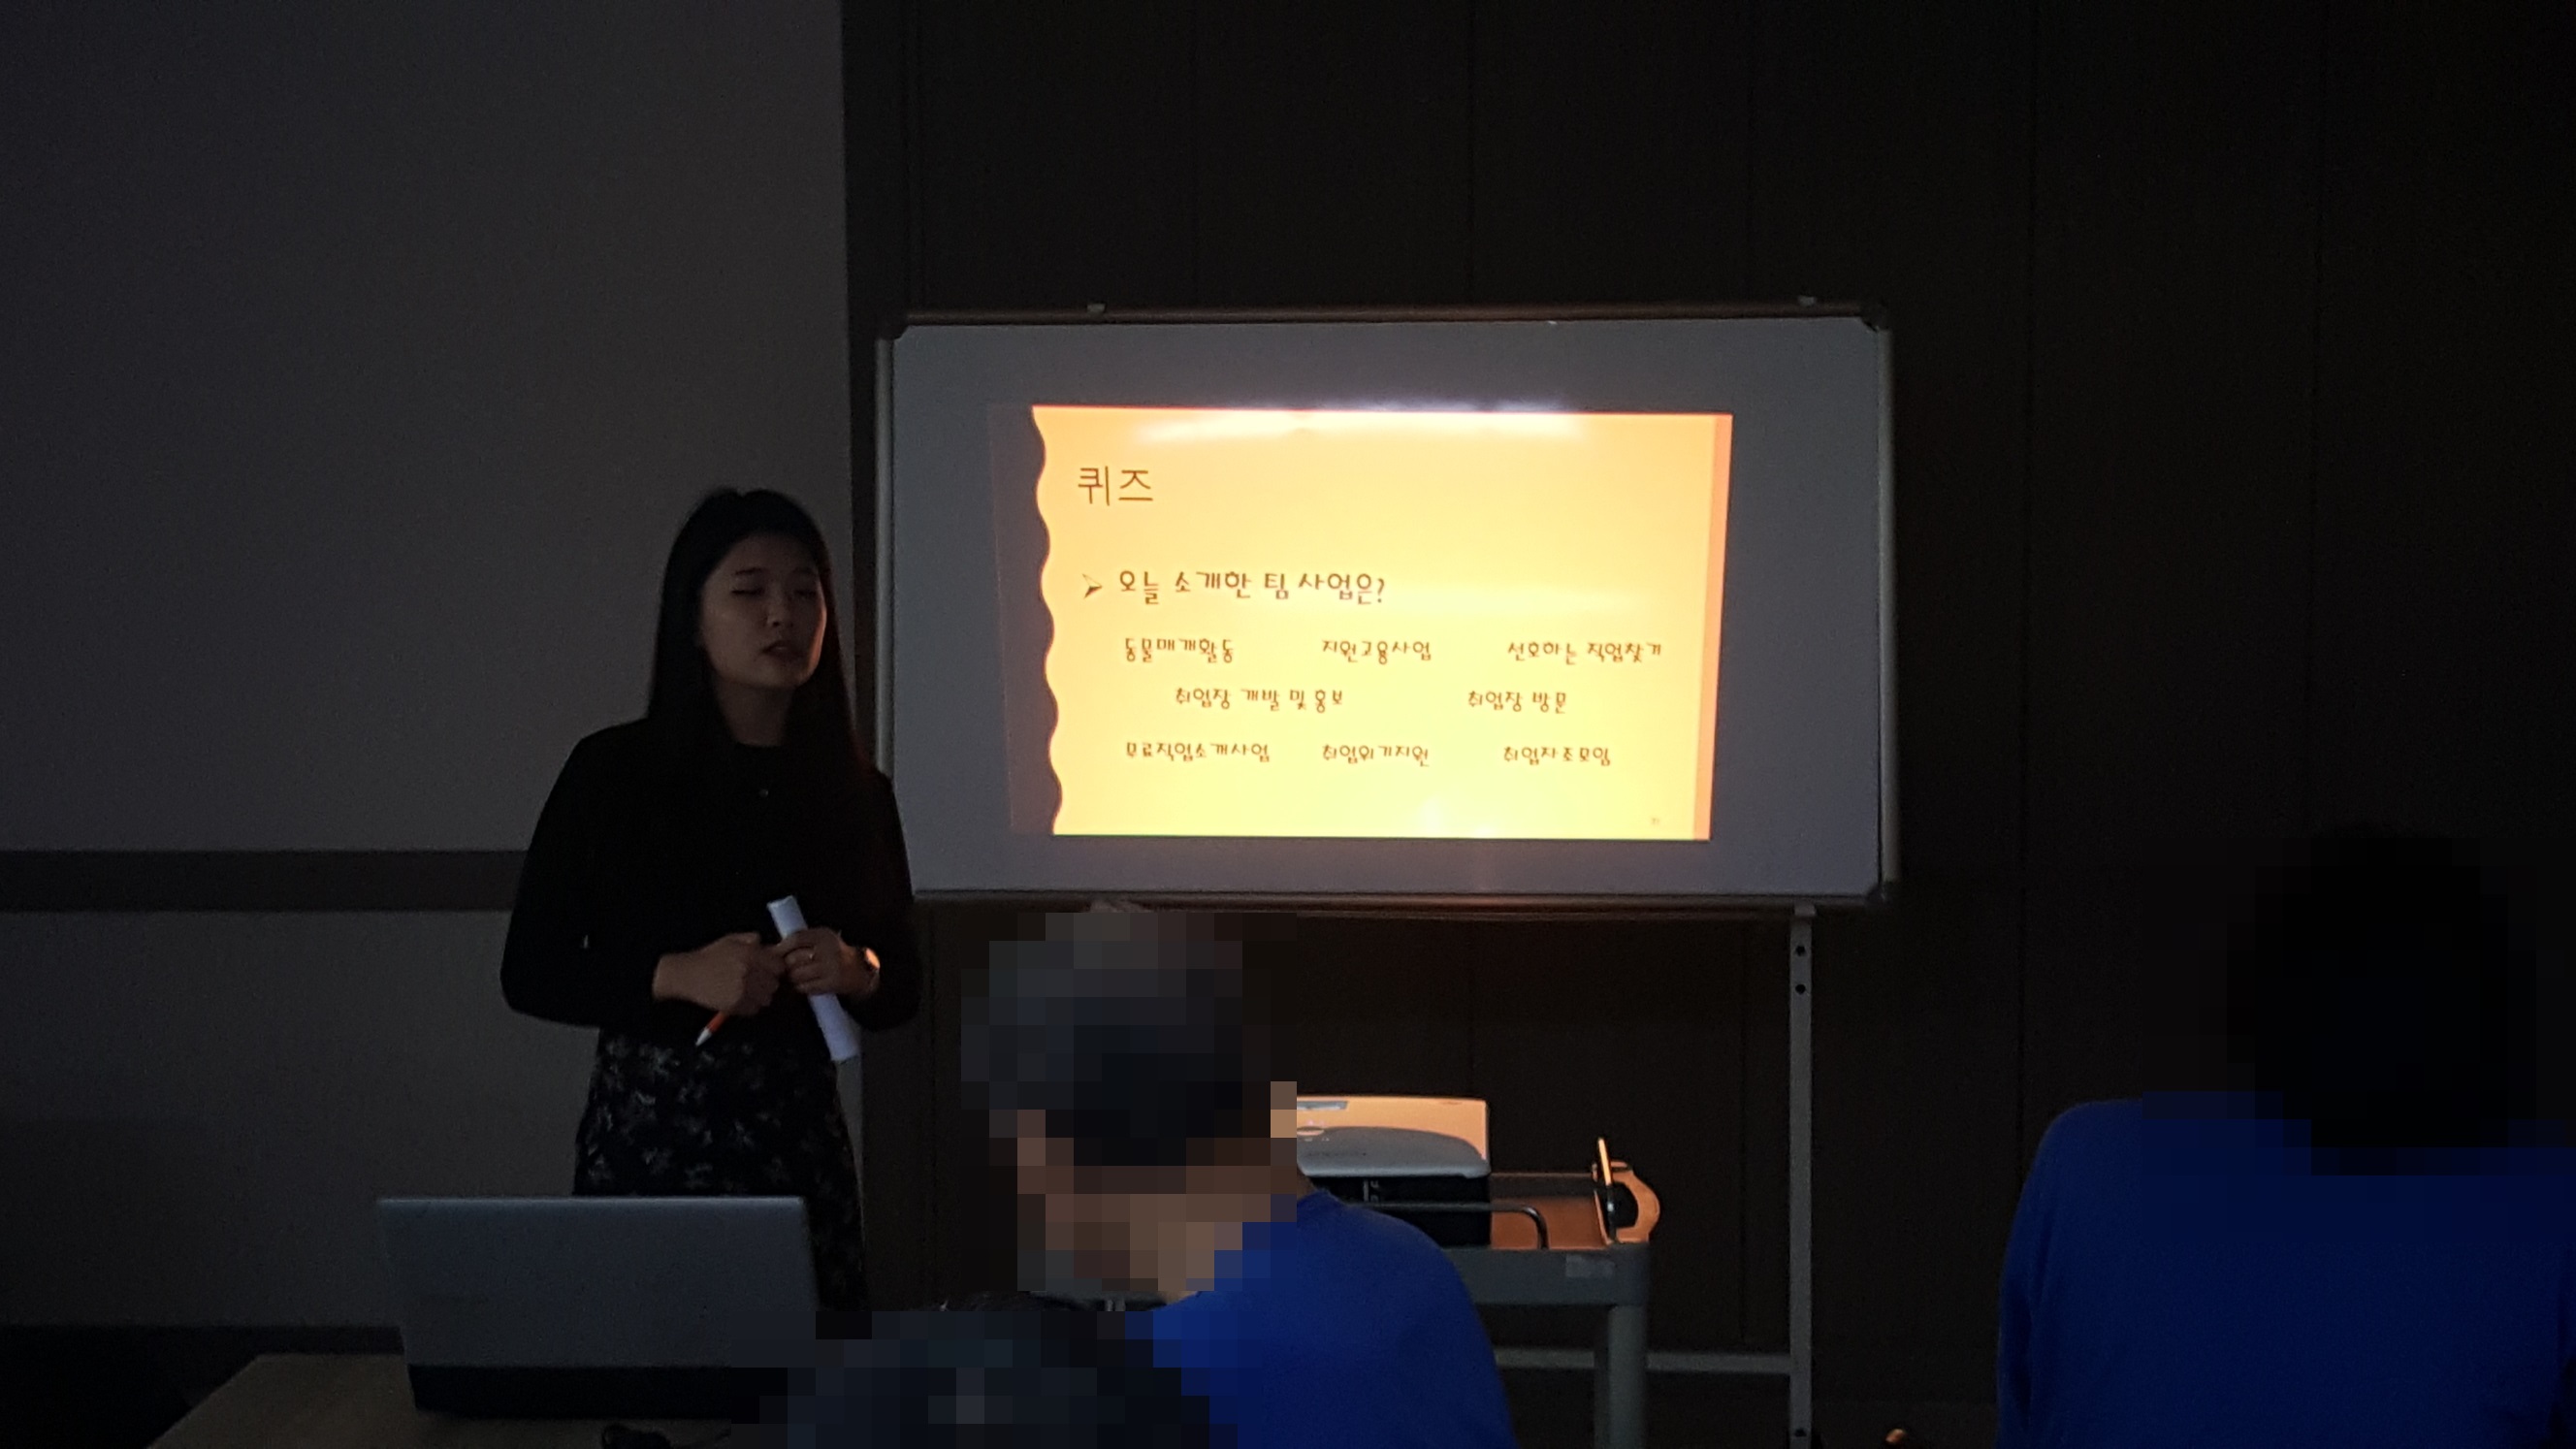 퀴즈
오늘 소개한 팀 사업은?
동물매개활동 지원고용사업 선호하는 직업찾기
취업장 개발 및 홍보 취업장 방문
무료직업소개사업 취업위기지원 취업자조모임